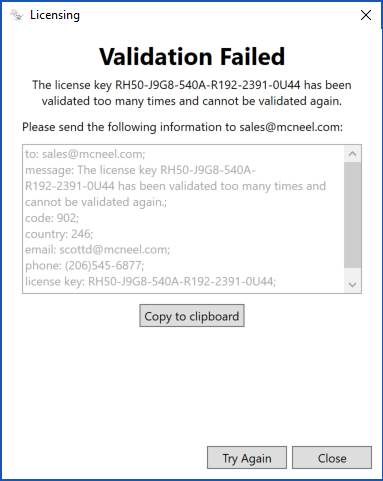 Licensing
Validation Failed
The license key RH50-J9G8-540A-R192-2391-0U44 has been
validated too many times and cannot be validated again.
Please send the following information to sales@mcneel.com:
to: sales@mcneel.com;
message: The license key RH50-J9G8-540A-
R192-2391-0U44 has been validated too many times and
cannot be validated again.;
code: 902;
country: 246;
email: scottd@mcneel.com;
phone: (206)545-6877;
license key: RH50-J9G8-540A-R192-2391-0U44;
Copy to clipboard
Try Again
Close